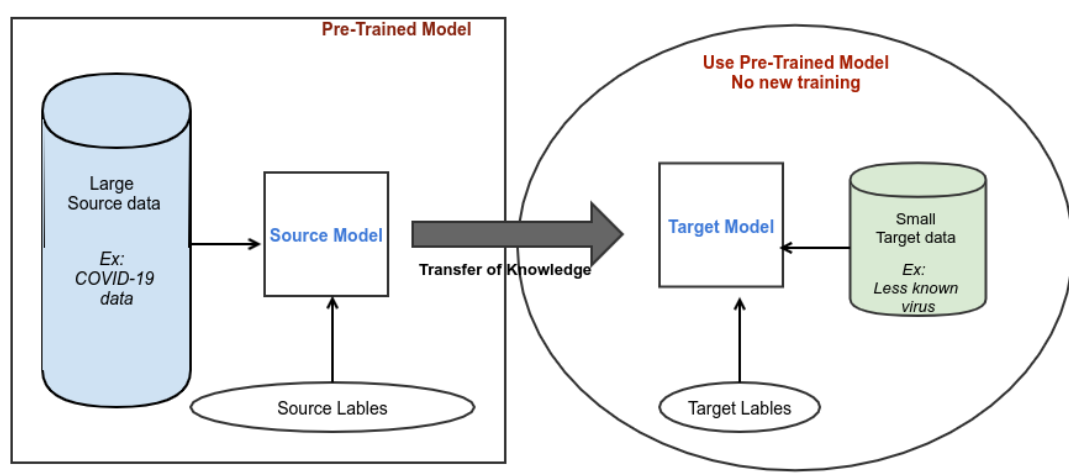 Pre-Trained Model
Large
Source data
Ex:
COVID-19
data
Source Model
Source Lables
Transfer of Knowledge
Use Pre-Trained Model
No new training
Target Model
Small
Target data
Ex:
Less known
virus
Target Lables